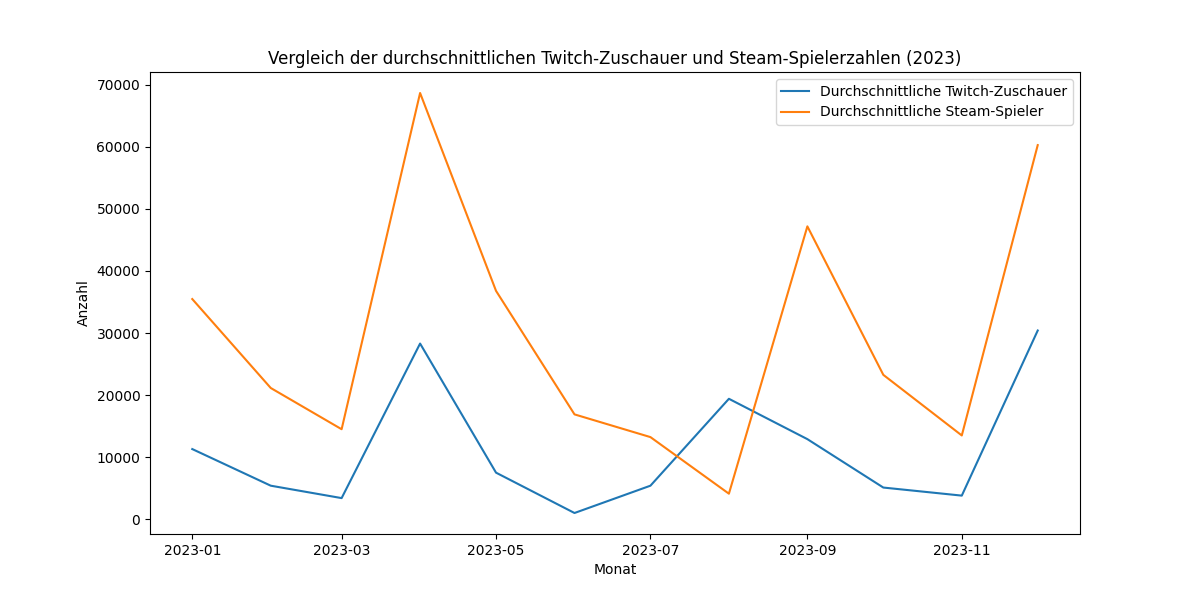 Vergleich der durchschnittlichen Twitch-Zuschauer und Steam-Spielerzahlen (2023)
Durchschnittliche Twitch-Zuschauer
Durchschnittliche Steam-Spieler
70000
60000
50000
40000
30000
20000
10000
0
Anzahl
2023-01 2023-03 2023-05 2023-07 2023-09 2023-11
Monat